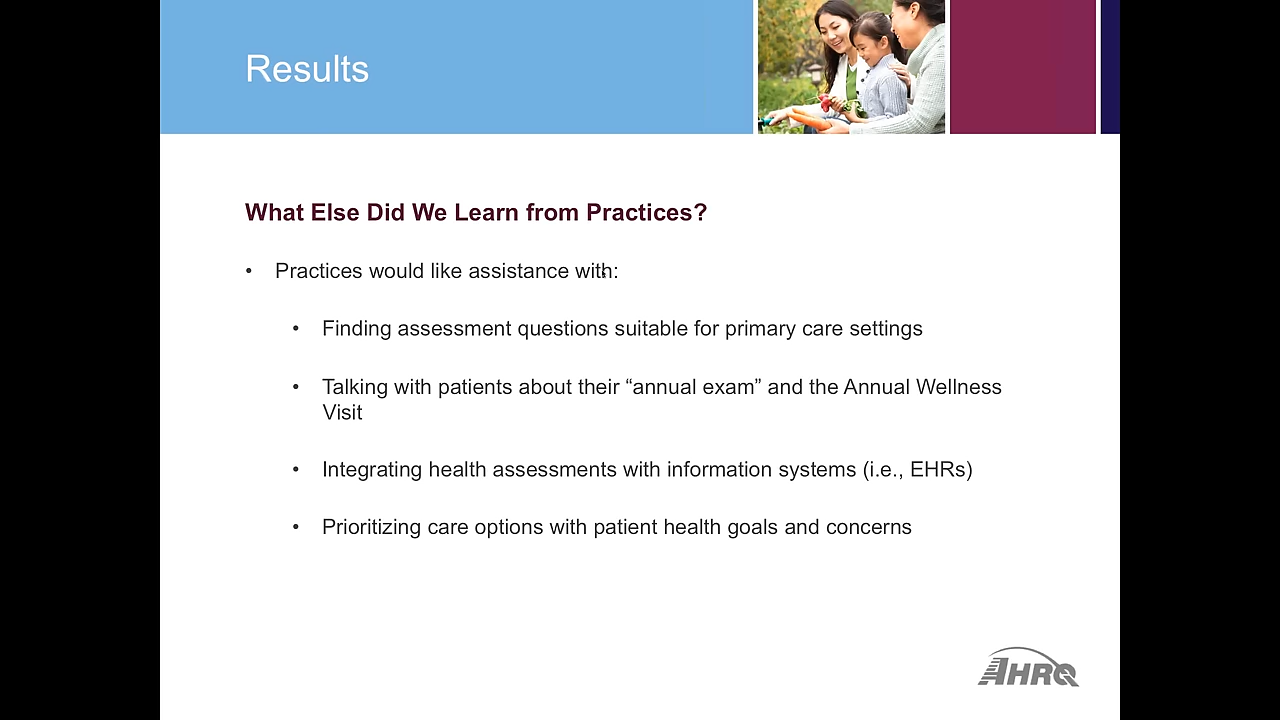 Results
What Else Did We Learn from Practices?
• Practices would like assistance with:
• Finding assessment questions suitable for primary care settings
• Talking with patients about their “annual exam” and the Annual Wellness
Visit
• Integrating health assessments with information systems (i.e., EHRs)
• Prioritizing care options with patient health goals and concerns
AHRQ